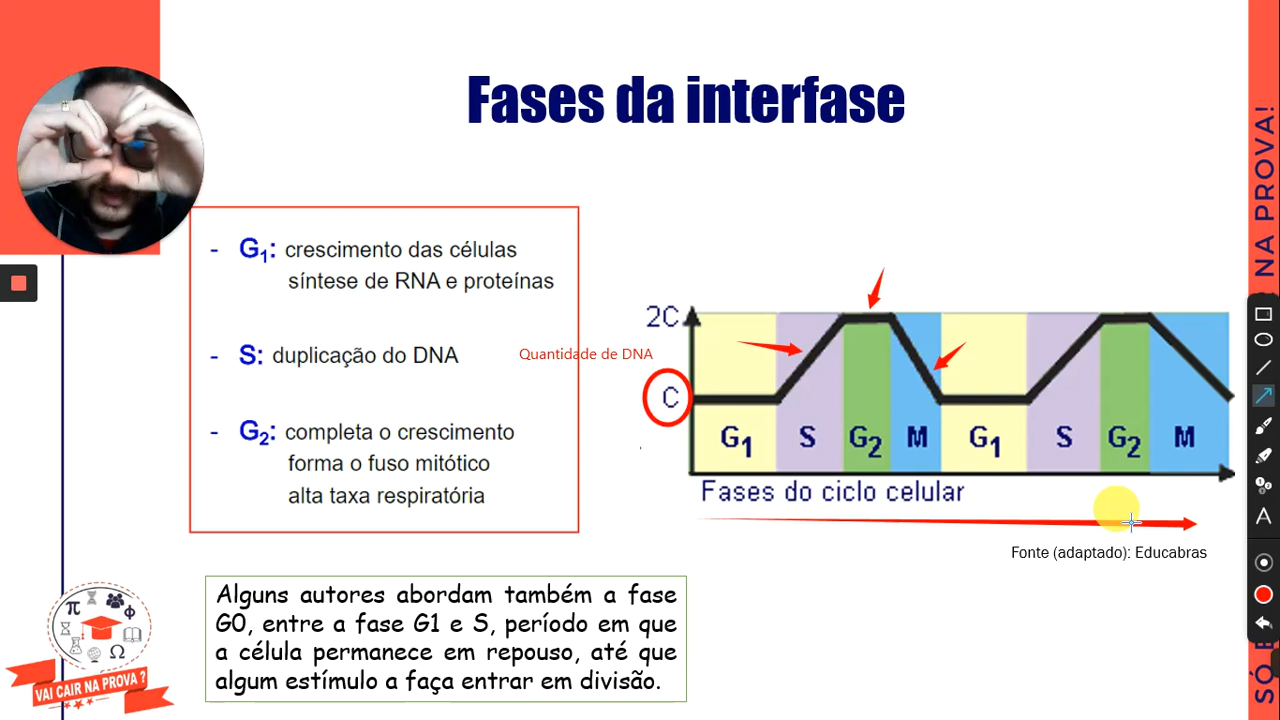 Fases da interfase
- G1: crescimento das células
síntese de RNA e proteínas
- S: duplicação do DNA
- G2: completa o crescimento
forma o fuso mitótico
alta taxa respiratória
Quantidade de DNA
2C
C
G1 S G2 M G1 S G2 M
Fases do ciclo celular
Fonte (adaptado): Educabras
Alguns autores abordam também a fase
G0, entre a fase G1 e S, período em que
a célula permanece em repouso, até que
algum estímulo a faça entrar em divisão.
π Φ Ω
VAI CAIR NA PROVA ?
SÓ E
NA PROVA!
A